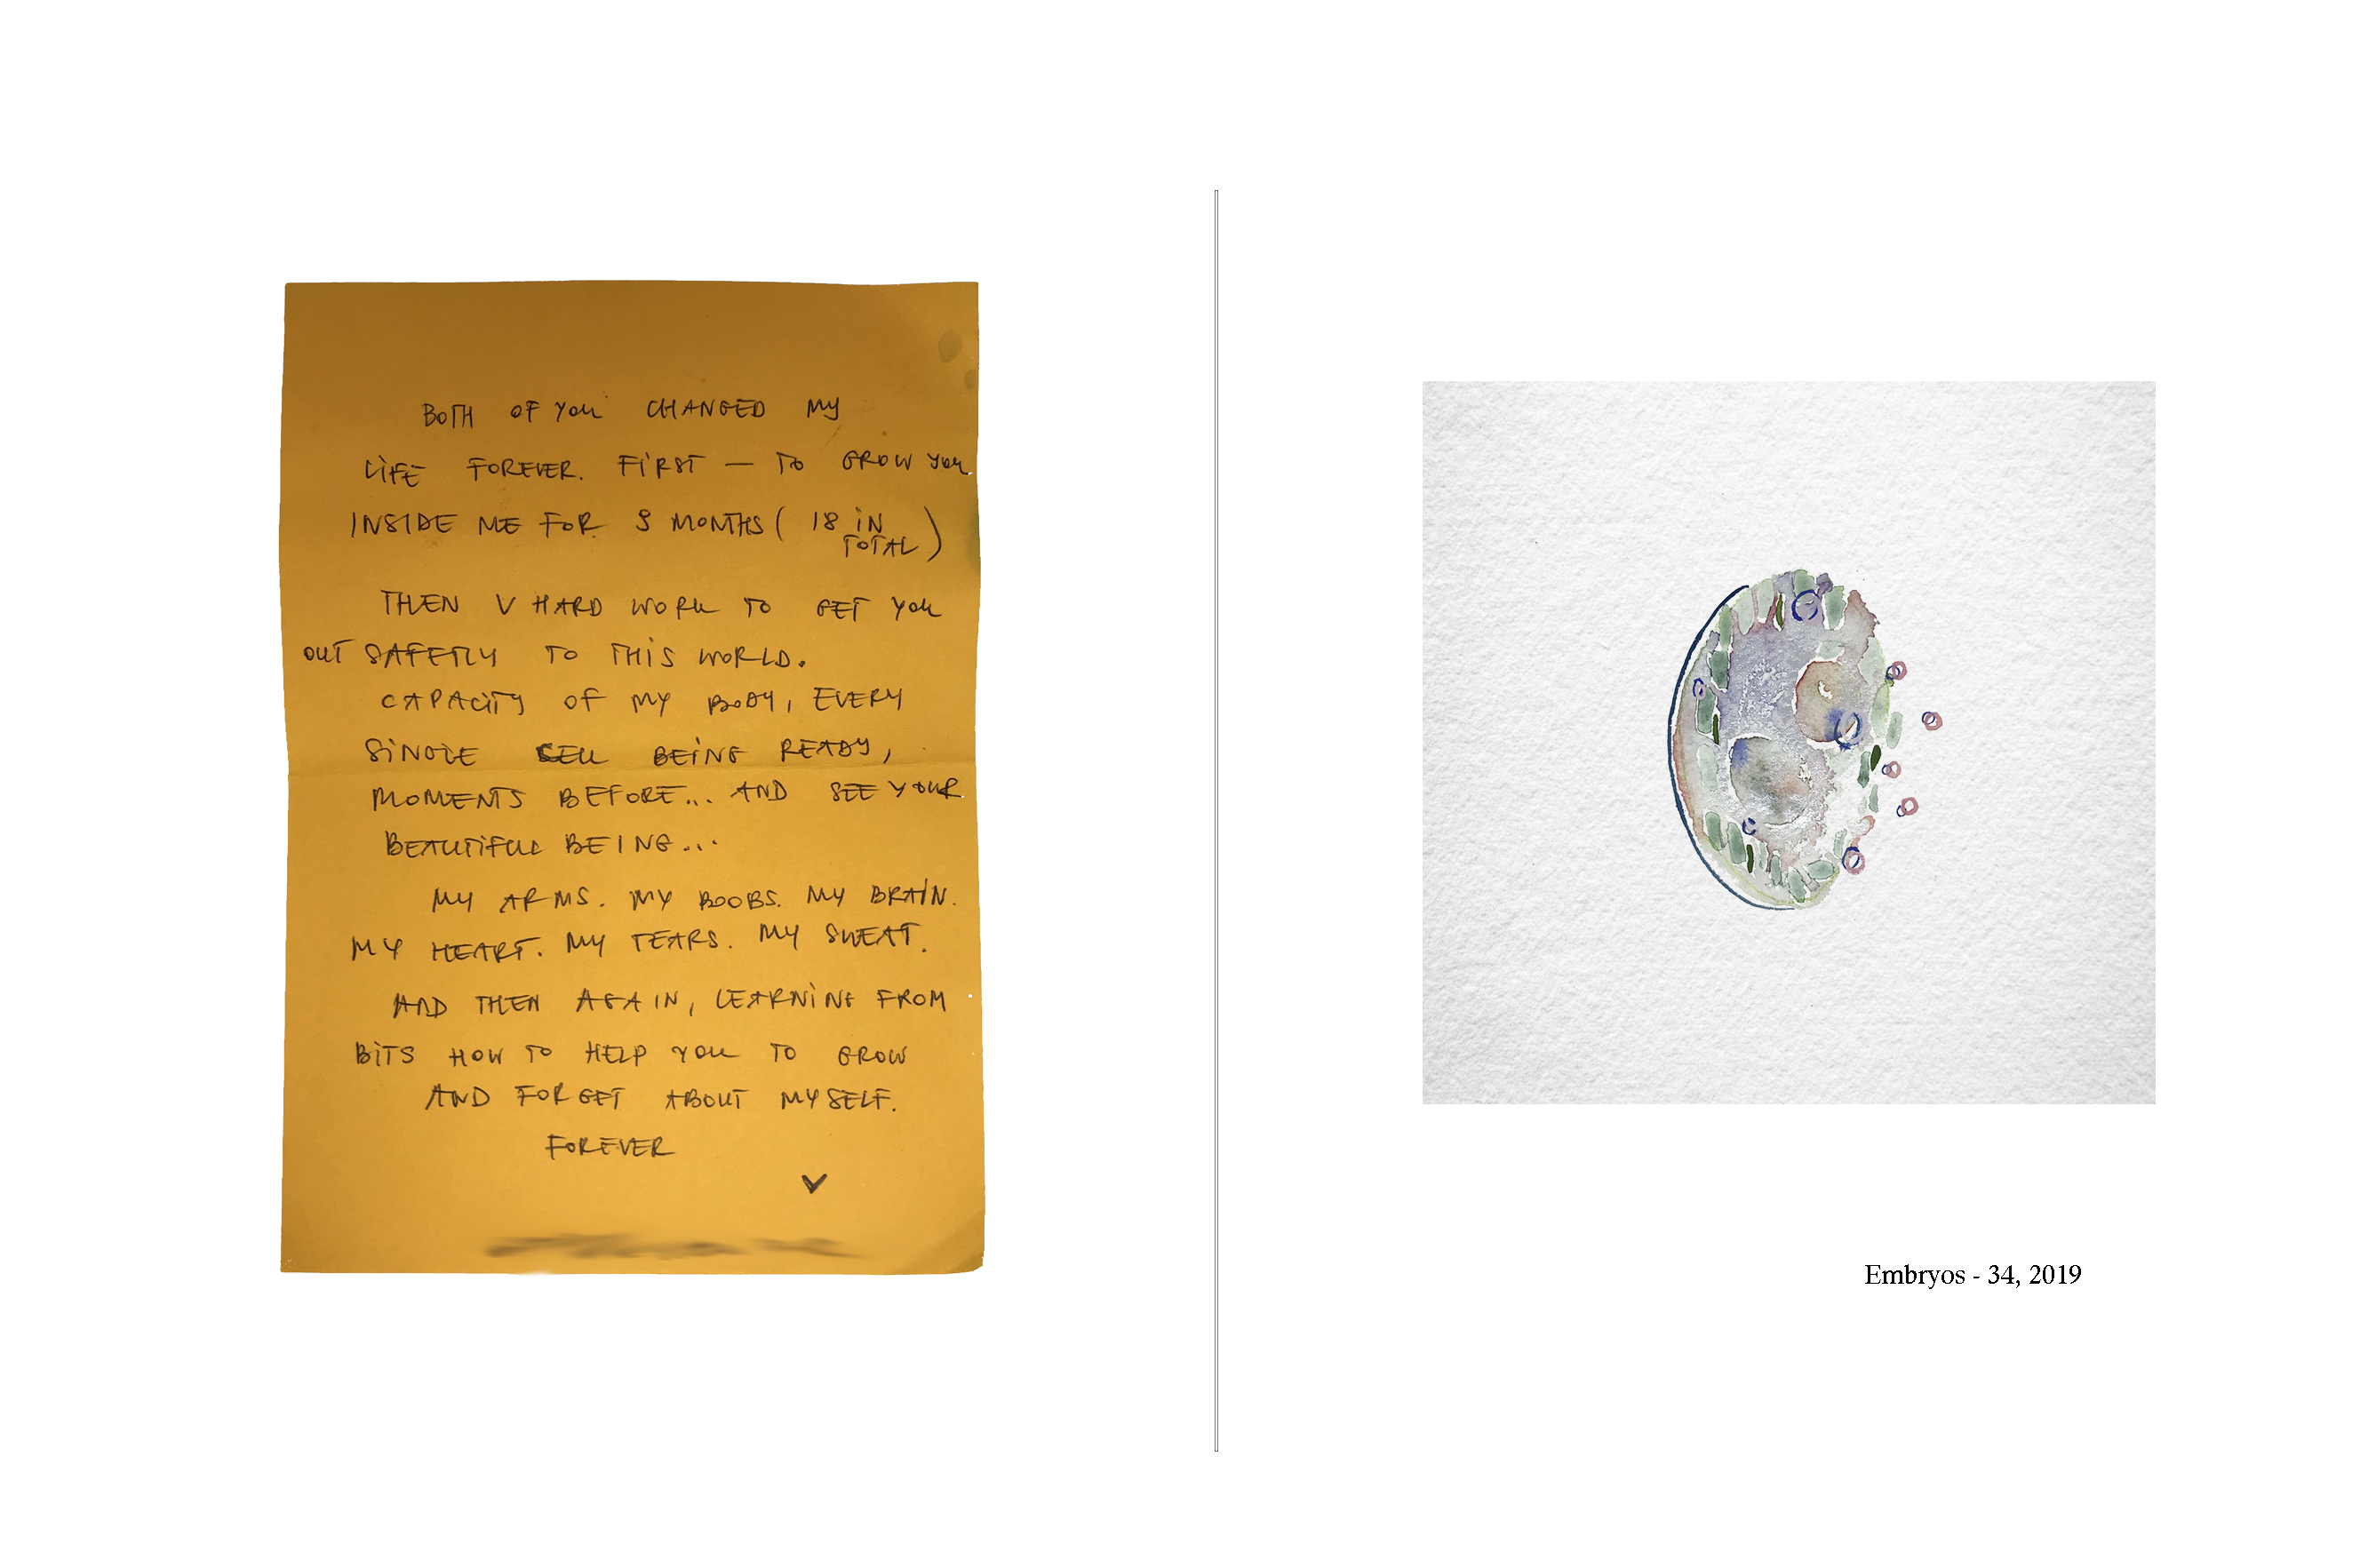 BOTH OF YOU CHANGED MY
LIFE FOREVER. FIRST — TO GROW YOU
INSIDE ME FOR 9 MONTHS ( 18 IN
TOTAL )
THEN V HARD WORK TO GET YOU
OUT SAFETLY TO THIS WORLD.
CAPACITY OF MY BODY, EVERY
SINGLE CELL BEING READY,
MOMENTS BEFORE... AND SEE YOUR
BEAUTIFUL BEING...
MY ARMS. MY BOOBS. MY BRAIN.
MY HEART. MY TEARS. MY SWEAT.
AND THEN AGAIN, LEARNING FROM
BITS HOW TO HELP YOU TO GROW
AND FORGET ABOUT MYSELF.
FOREVER
Embryos - 34, 2019